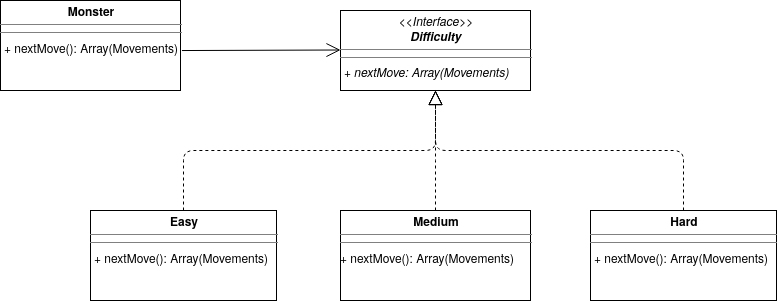 Monster
+ nextMove(): Array(Movements)
<<Interface>>
Difficulty
+ nextMove: Array(Movements)
Easy
+ nextMove(): Array(Movements)
Medium
+ nextMove(): Array(Movements)
Hard
+ nextMove(): Array(Movements)